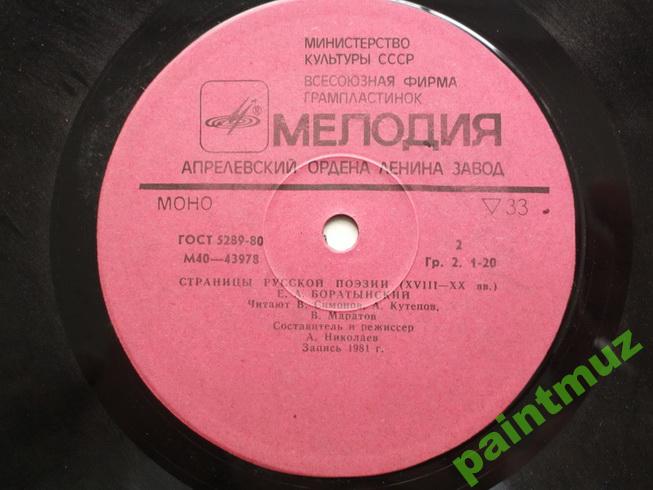 МИНИСТЕРСТВО
КУЛЬТУРЫ СССР
ВСЕСОЮЗНАЯ ФИРМА
ГРАМПЛАСТИНОК
МЕЛОДИЯ
АПРЕЛЕВСКИЙ ОРДЕНА ЛЕНИНА ЗАВОД
МОНО ▽33
ГОСТ 5289-80 2
М40—43978 Гр. 2. 1-20
СТРАНИЦЫ РУССКОЙ ПОЭЗИИ (XVIII—XX вв.)
Е. А. БОРАТЫНСКИЙ
Читают В. Симонов, А. Кутепов,
В. Маратов
Составитель и режиссер
А. Николаев
Запись 1981 г.
paintmuz